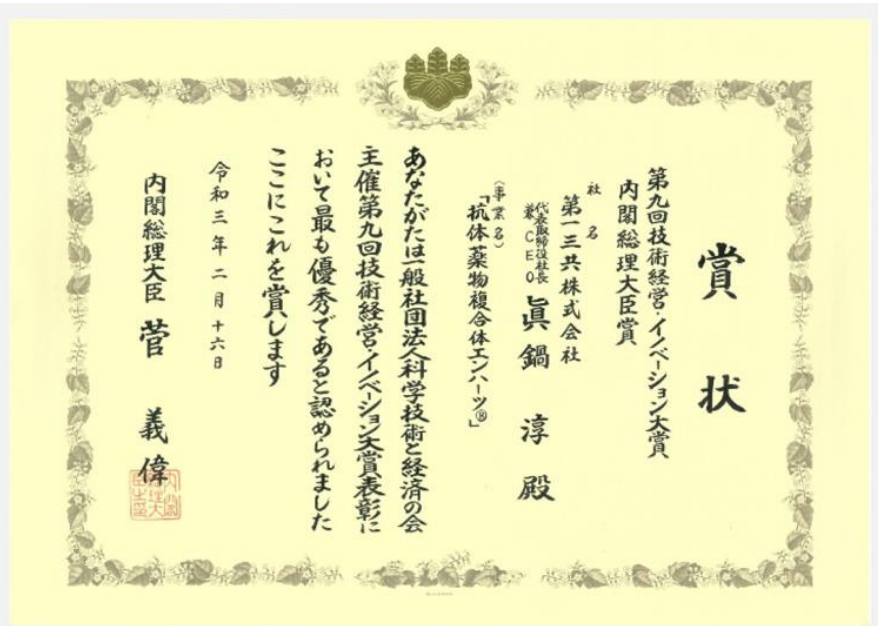 賞状
第九回技術経営・イノベーション大賞
内閣総理大臣賞
社名
第一三共株式会社
代表取締役社長
兼CEO
眞鍋 淳 殿
(事業名)
「抗体薬物複合体エンハーツ®」
あなたがたは一般社団法人科学技術と経済の会
主催第九回技術経営・イノベーション大賞表彰に
おいて最も優秀であると認められました
ここにこれを賞します
令和三年二月十六日
内閣総理大臣 菅 義偉